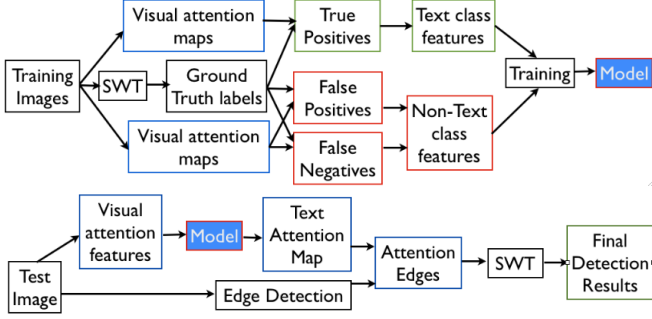 Visual attention
maps
True
Positives
Text class
features
Training
Images
SWT
Ground
Truth labels
False
Positives
Training
Model
Visual attention
maps
False
Negatives
Non-Text
class
features
Visual
attention
features
Model
Text
Attention
Map
Attention
Edges
SWT
Final
Detection
Results
Test
Image
Edge Detection